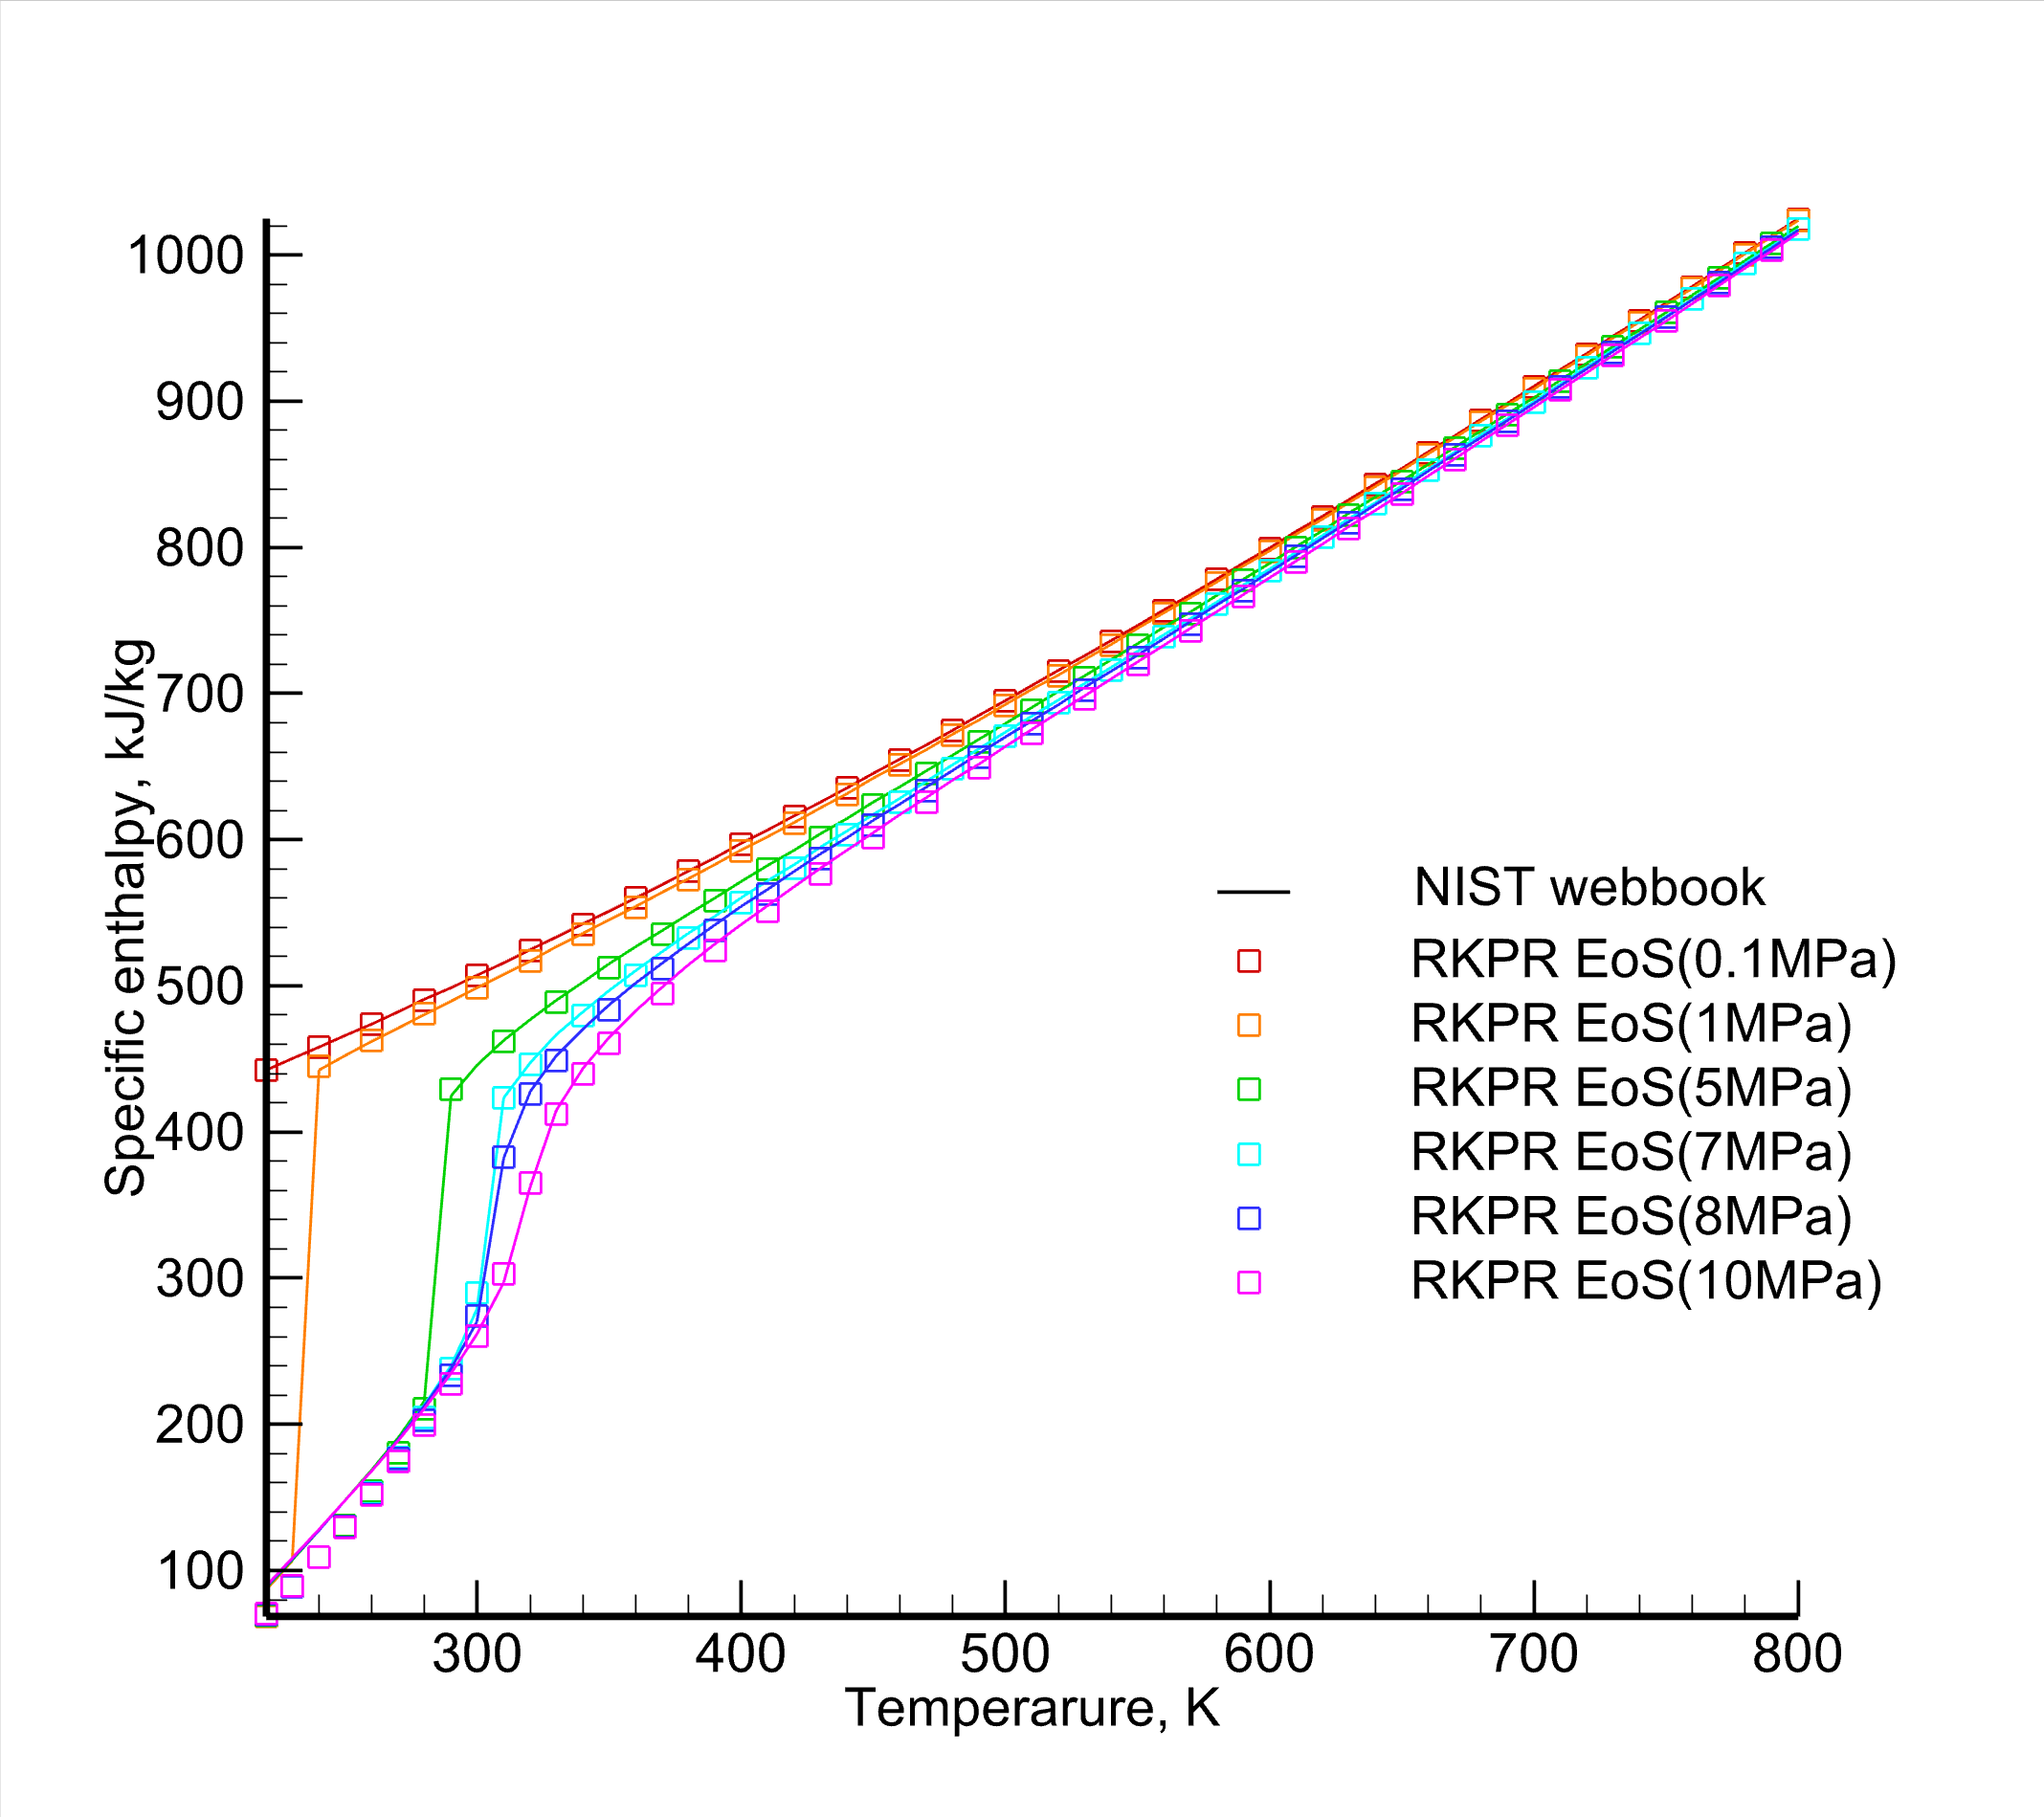 1000
900
800
700
600
500
400
300
200
100
Specific enthalpy, kJ/kg
NIST webbook
RKPR EoS(0.1MPa)
RKPR EoS(1MPa)
RKPR EoS(5MPa)
RKPR EoS(7MPa)
RKPR EoS(8MPa)
RKPR EoS(10MPa)
300 400 500 600 700 800
Temperarure, K